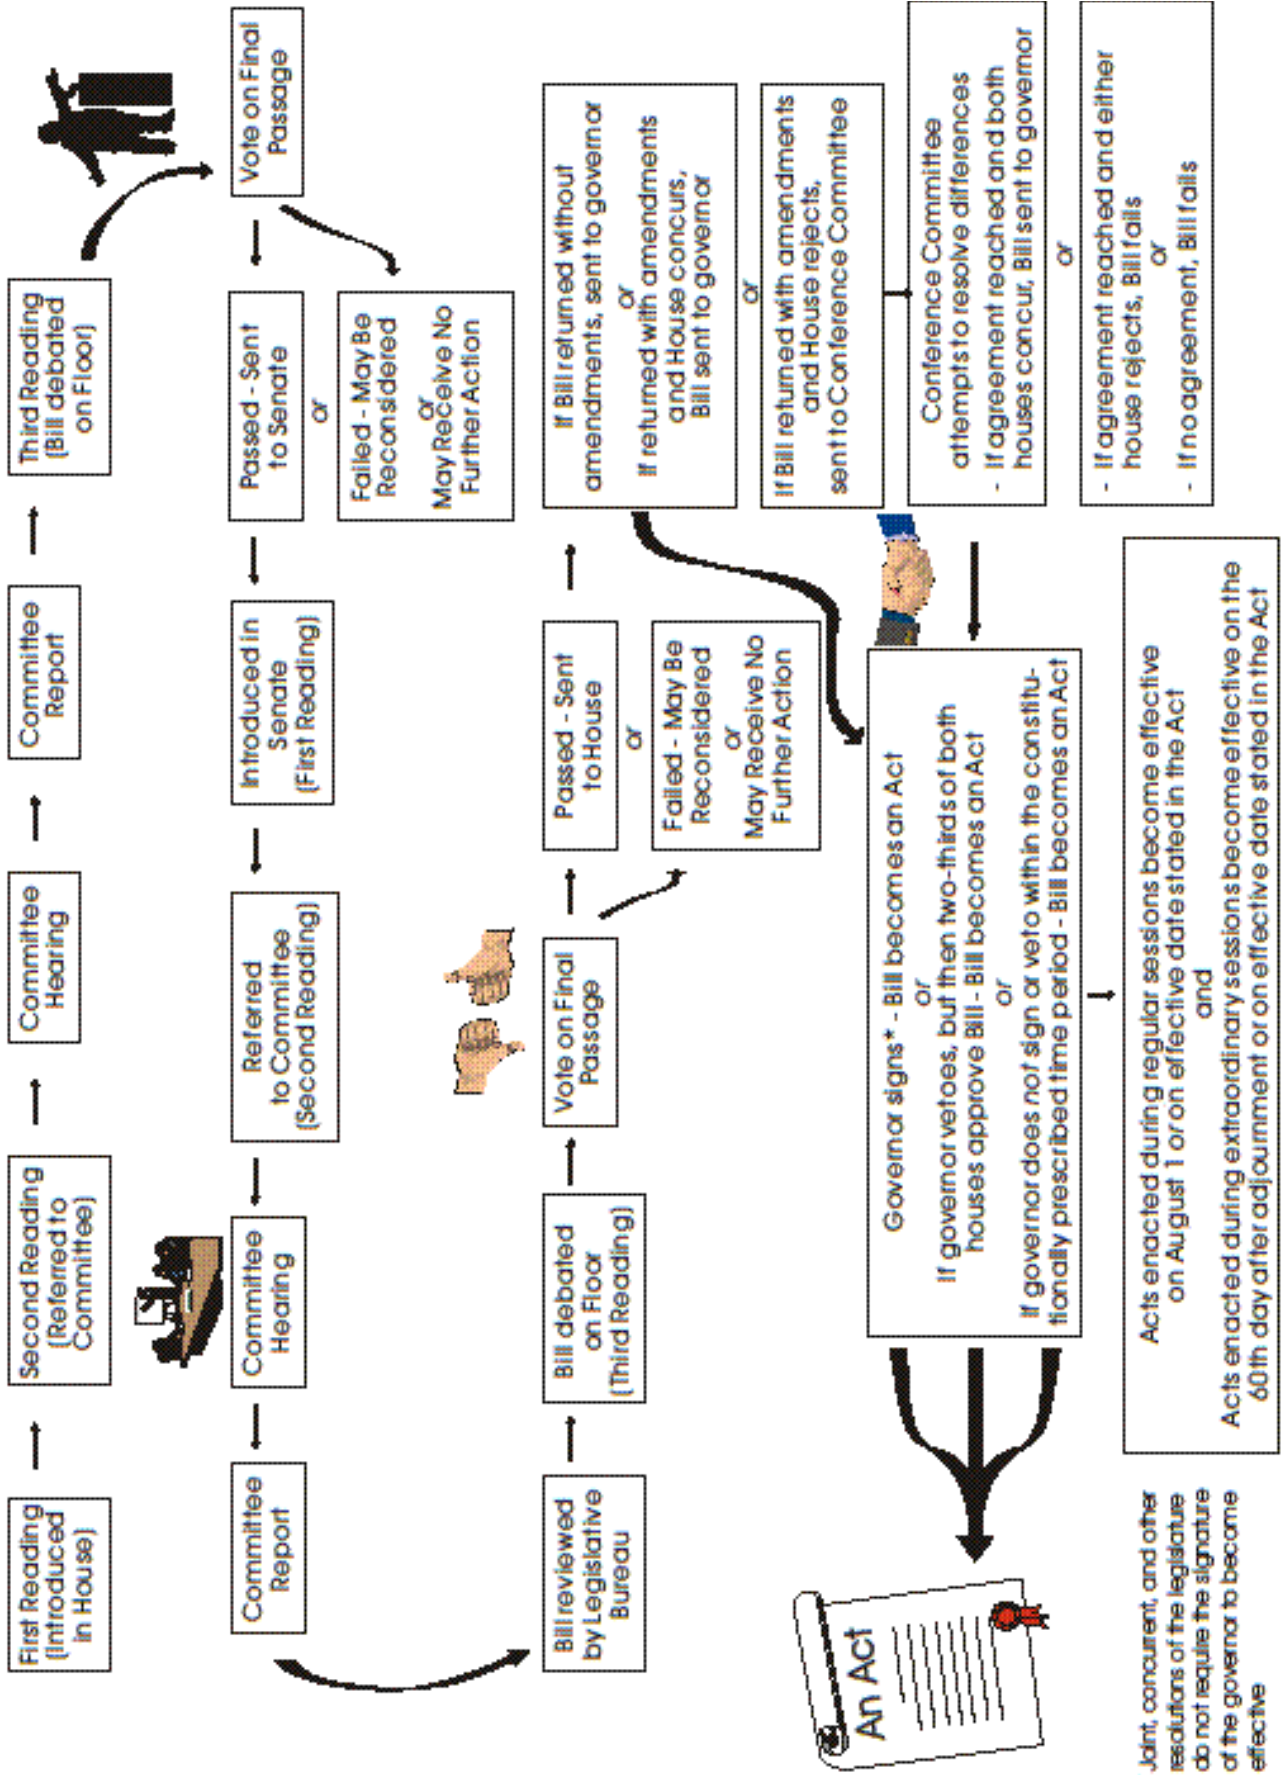 First Reading
(Introduced
in House)
Second Reading
(Referred to
Committee)
Committee
Hearing
Committee
Report
Third Reading
(Bill debated
on Floor)
Vote on Final
Passage
Passed - Sent
to Senate
or
Failed - May Be
Reconsidered
or
May Receive No
Further Action
Introduced in
Senate
(First Reading)
Referred
to Committee
(Second Reading)
Committee
Hearing
Committee
Report
Bill reviewed
by Legislative
Bureau
Bill debated
on Floor
(Third Reading)
Vote on Final
Passage
Passed - Sent
to House
or
Failed - May Be
Reconsidered
or
May Receive No
Further Action
If Bill returned without
amendments, sent to governor
or
If returned with amendments
and House concurs,
Bill sent to governor
or
If Bill returned with amendments
and House rejects,
sent to Conference Committee
Conference Committee
attempts to resolve differences
- If agreement reached and both
houses concur, Bill sent to governor
or
- If agreement reached and either
house rejects, Bill fails
or
- If no agreement, Bill fails
Governor signs* - Bill becomes an Act
or
If governor vetoes, but then two-thirds of both
houses approve Bill - Bill becomes an Act
or
If governor does not sign or veto within the constitu-
tionally prescribed time period - Bill becomes an Act
An Act
Acts enacted during regular sessions become effective
on August 1 or on effective date stated in the Act
and
Acts enacted during extraordinary sessions become effective on the
60th day after adjournment or on effective date stated in the Act
Joint, concurrent, and other
resolutions of the legislature
do not require the signature
of the governor to become
effective